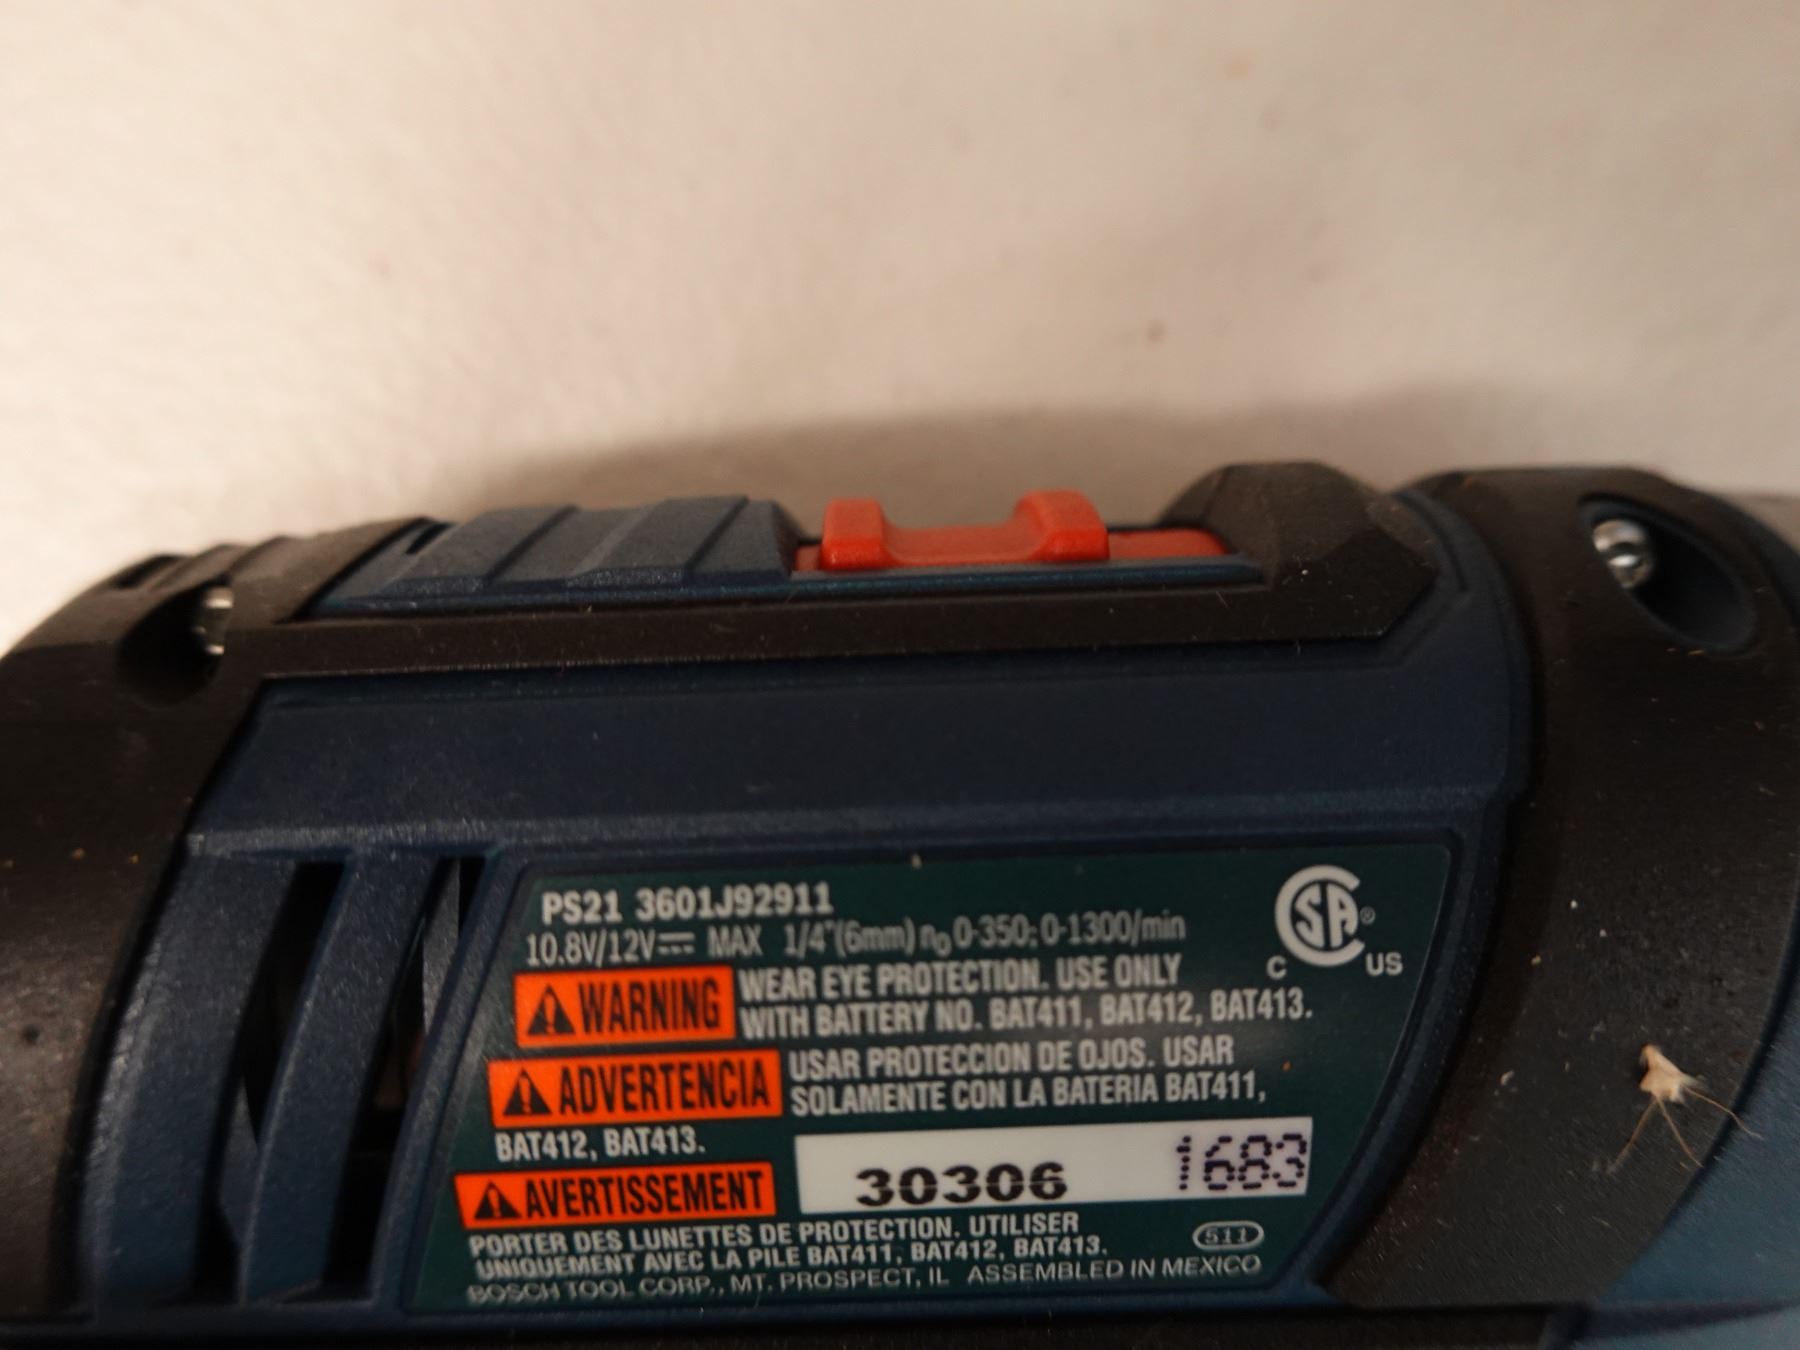 PS21 3601J92911
10.8V/12V⎓ MAX 1/4"(6mm) n₀ 0-350; 0-1300/min
CSA®
C US
WARNING WEAR EYE PROTECTION. USE ONLY
WITH BATTERY NO. BAT411, BAT412, BAT413.
ADVERTENCIA USAR PROTECCION DE OJOS. USAR
SOLAMENTE CON LA BATERIA BAT411,
BAT412, BAT413.
30306 1683
AVERTISSEMENT
PORTER DES LUNETTES DE PROTECTION. UTILISER
UNIQUEMENT AVEC LA PILE BAT411, BAT412, BAT413.
511
BOSCH TOOL CORP., MT. PROSPECT, IL ASSEMBLED IN MEXICO